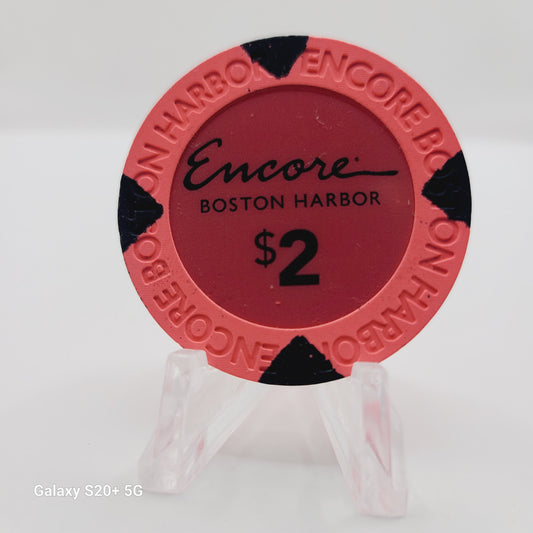 ENCORE BOSTON HARBOR
ENCORE BOSTON HARBOR
Encore
BOSTON HARBOR
$2
Galaxy S20+ 5G